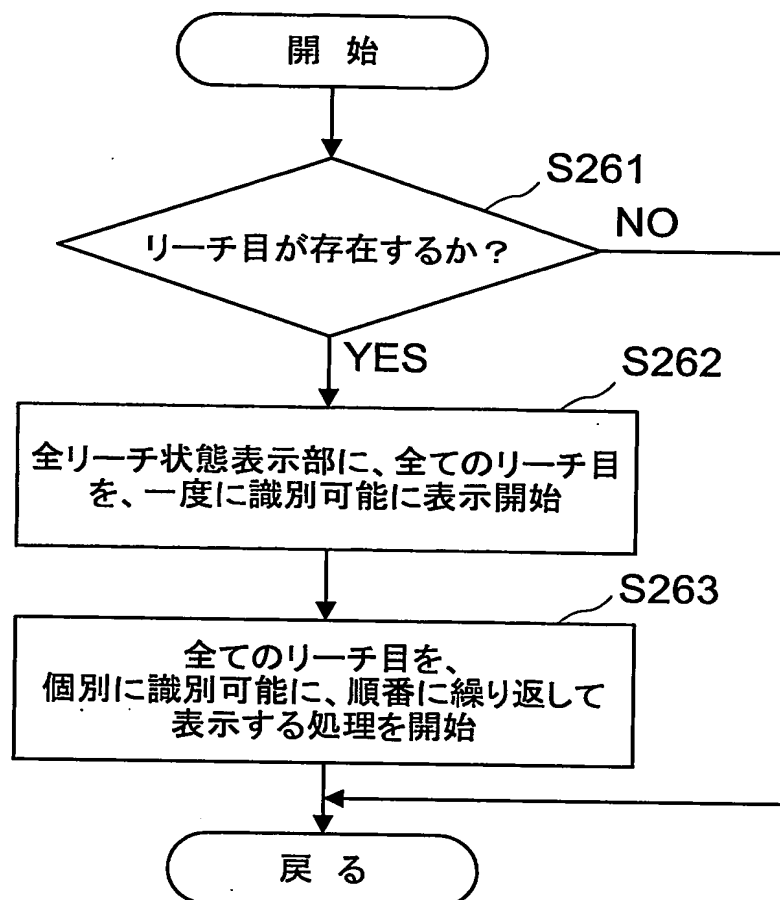 開 始
S261
リーチ目が存在するか？
NO
YES
S262
全リーチ状態表示部に、全てのリーチ目
を、一度に識別可能に表示開始
S263
全てのリーチ目を、
個別に識別可能に、順番に繰り返して
表示する処理を開始
戻 る